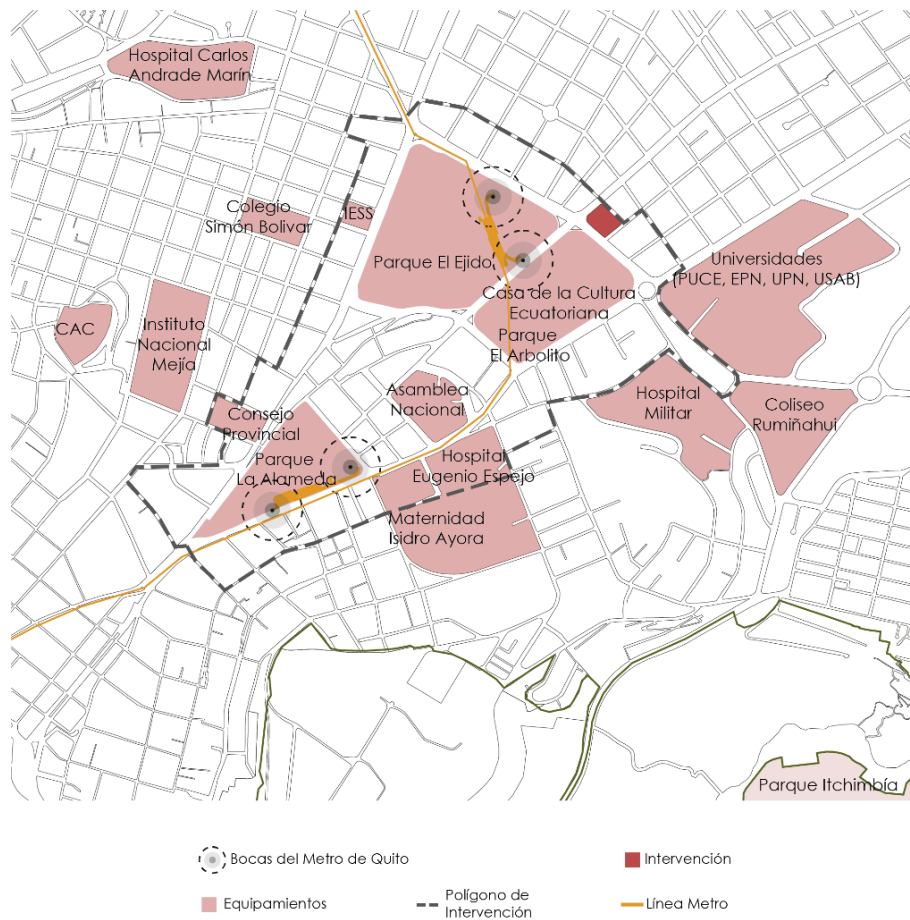 Hospital Carlos
Andrade Marín
Colegio
Simón Bolivar
IESS
Parque El Ejido
Universidades
(PUCE, EPN, UPN, USAB)
Casa de la Cultura
Ecuatoriana
Parque
El Arbolito
CAC
Instituto
Nacional
Mejía
Asamblea
Nacional
Hospital
Militar
Coliseo
Rumiñahui
Consejo
Provincial
Parque
La Alameda
Hospital
Eugenio Espejo
Maternidad
Isidro Ayora
Parque Itchimbía
Bocas del Metro de Quito
Intervención
Equipamientos
Polígono de
Intervención
Línea Metro